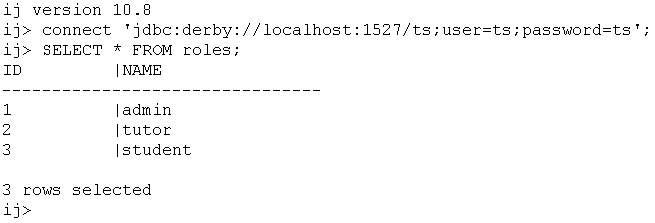 ij version 10.8
ij> connect 'jdbc:derby://localhost:1527/ts;user=ts;password=ts';
ij> SELECT * FROM roles;
ID         |NAME
--------------------------------
1          |admin
2          |tutor
3          |student
3 rows selected
ij>